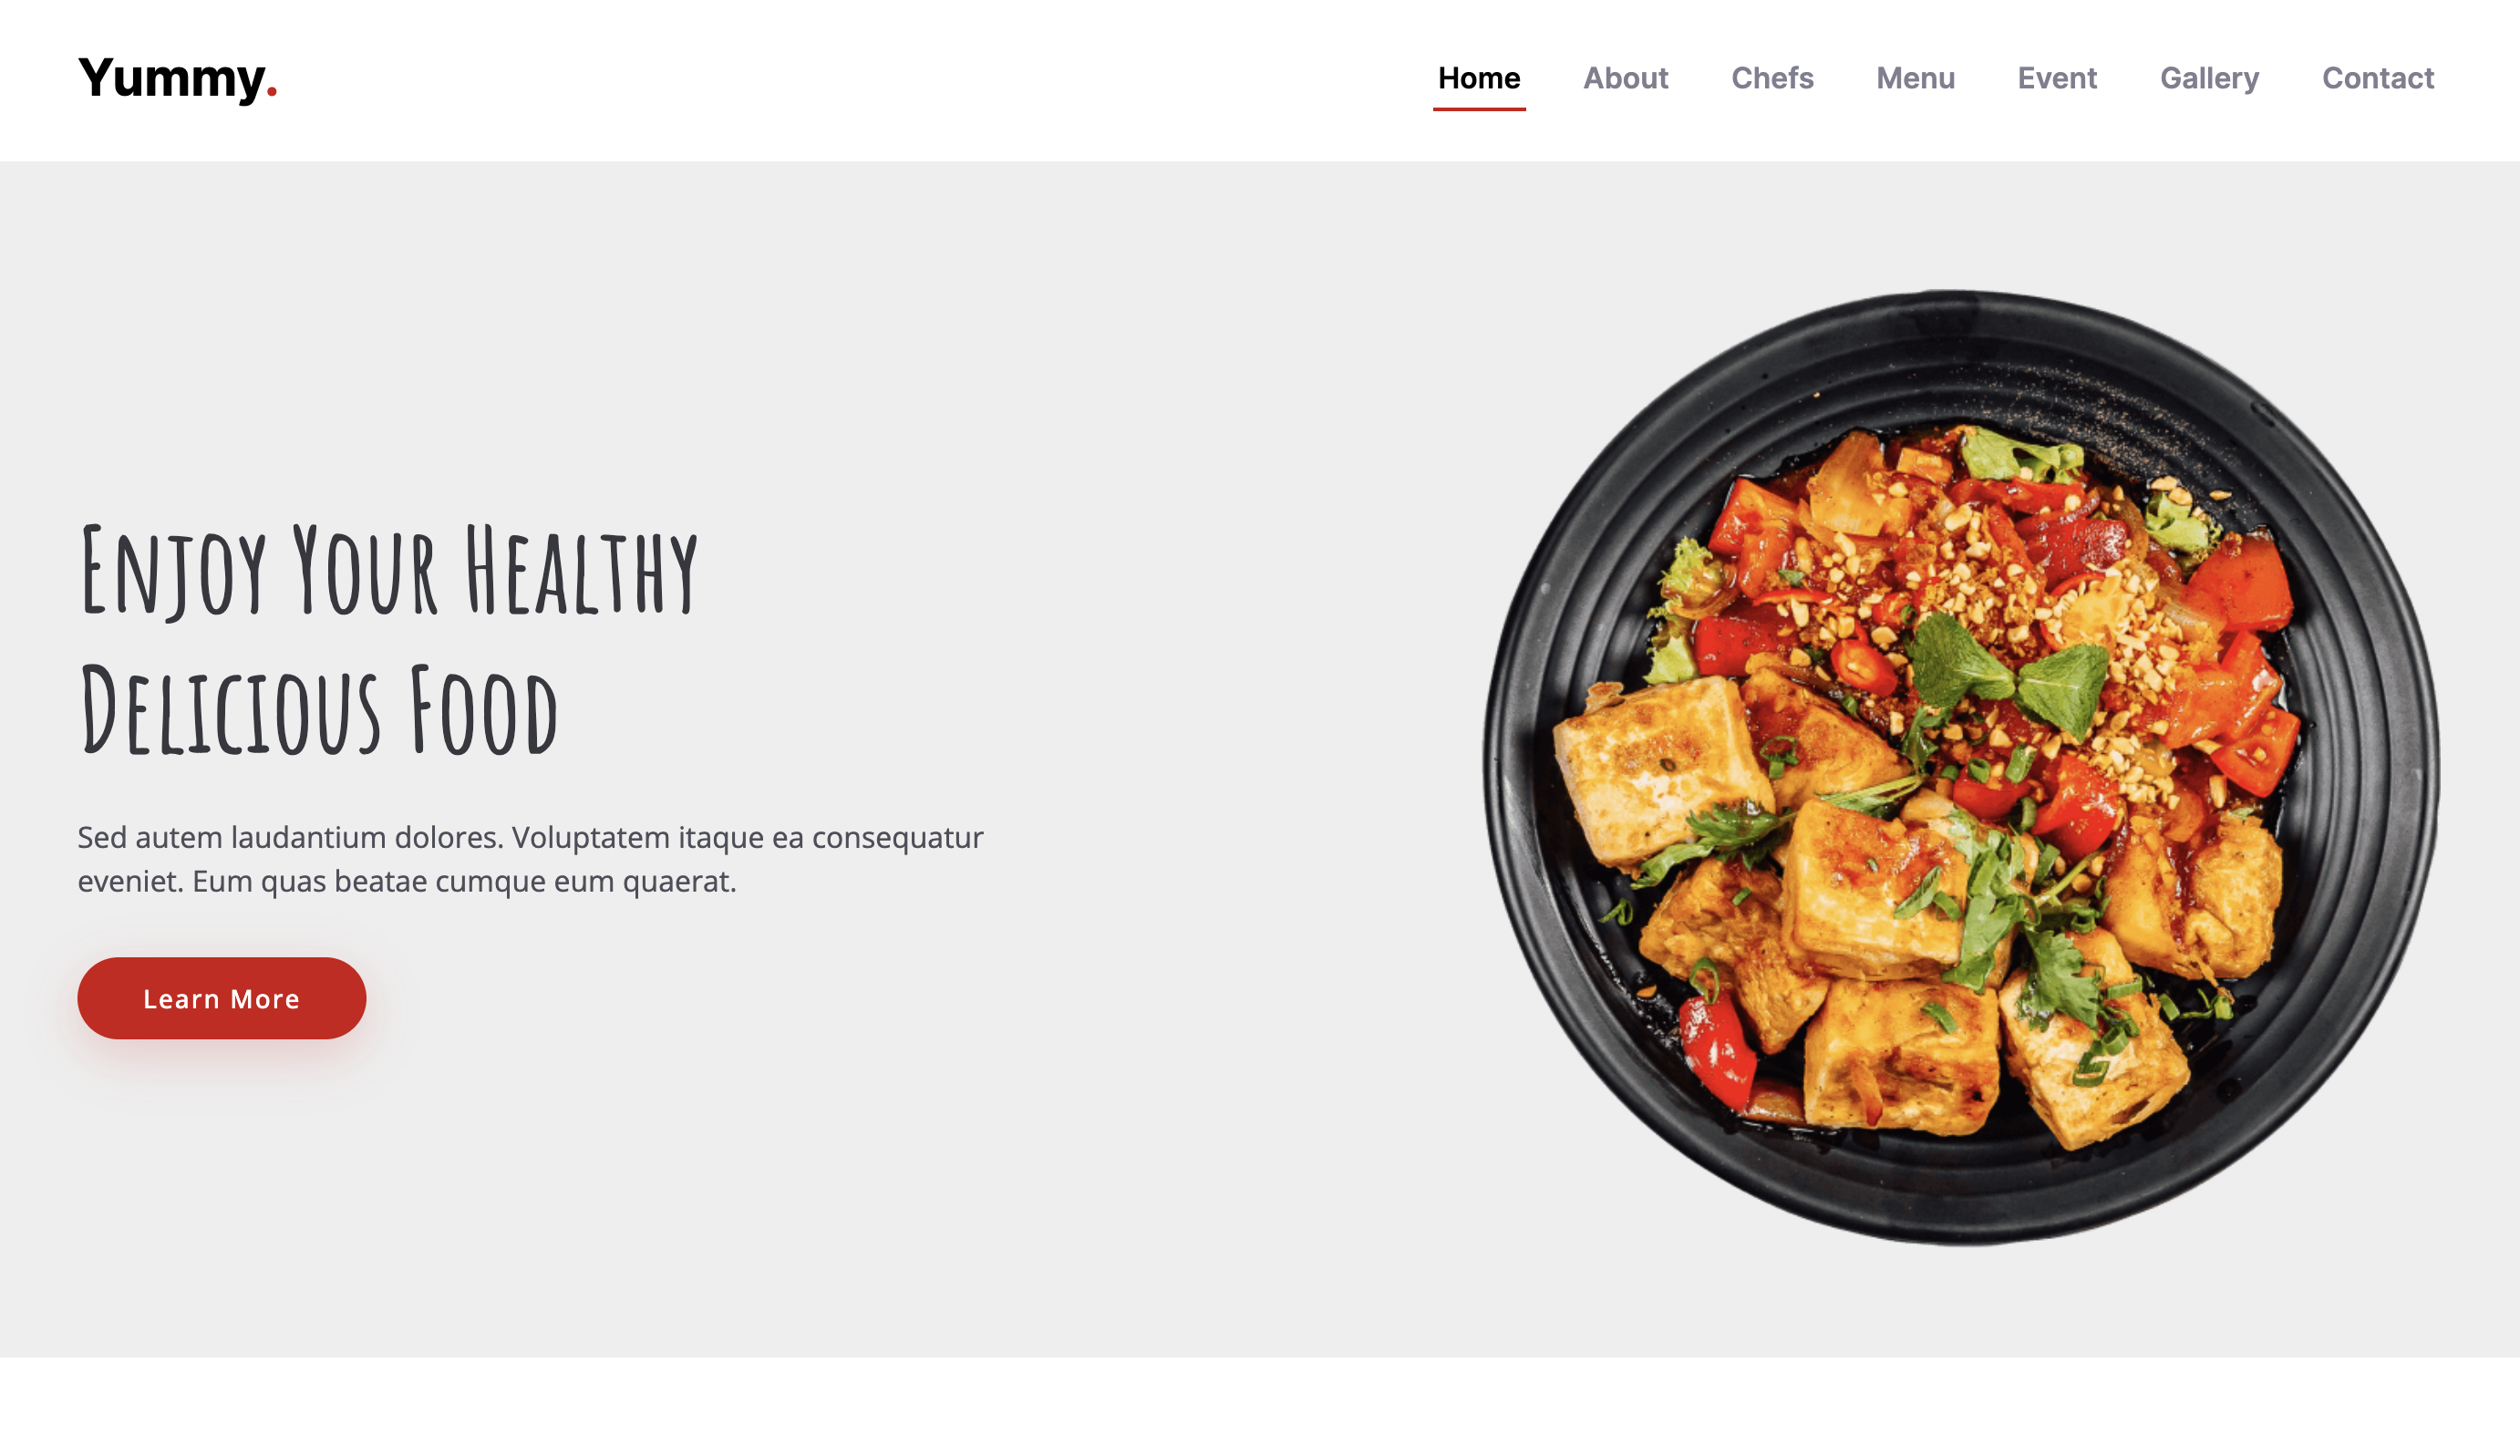 Yummy.
Home About Chefs Menu Event Gallery Contact
Enjoy Your Healthy
Delicious Food
Sed autem laudantium dolores. Voluptatem itaque ea consequatur
eveniet. Eum quas beatae cumque eum quaerat.
Learn More